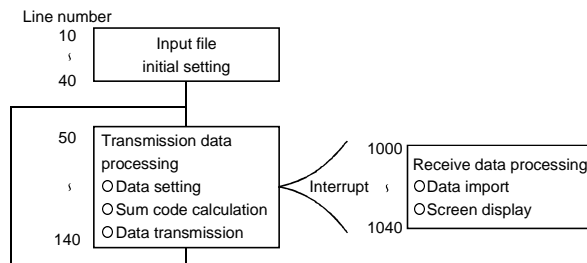 Line number
10
~
40
Input file
initial setting
50
~
140
Transmission data
processing
○Data setting
○Sum code calculation
○Data transmission
Interrupt
1000
~
1040
Receive data processing
○Data import
○Screen display